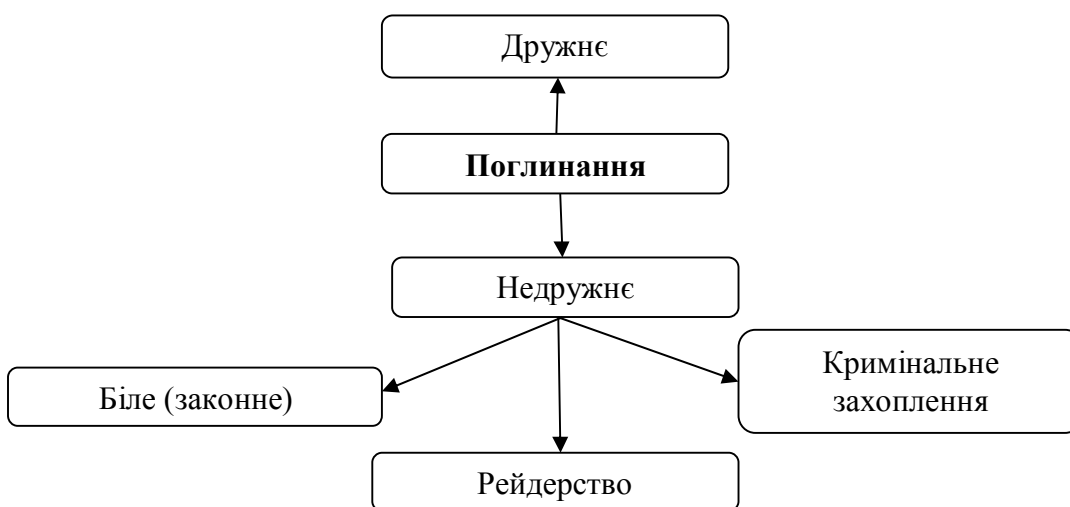 Дружнє
Поглинання
Недружнє
Біле (законне)
Кримінальне
захоплення
Рейдерство